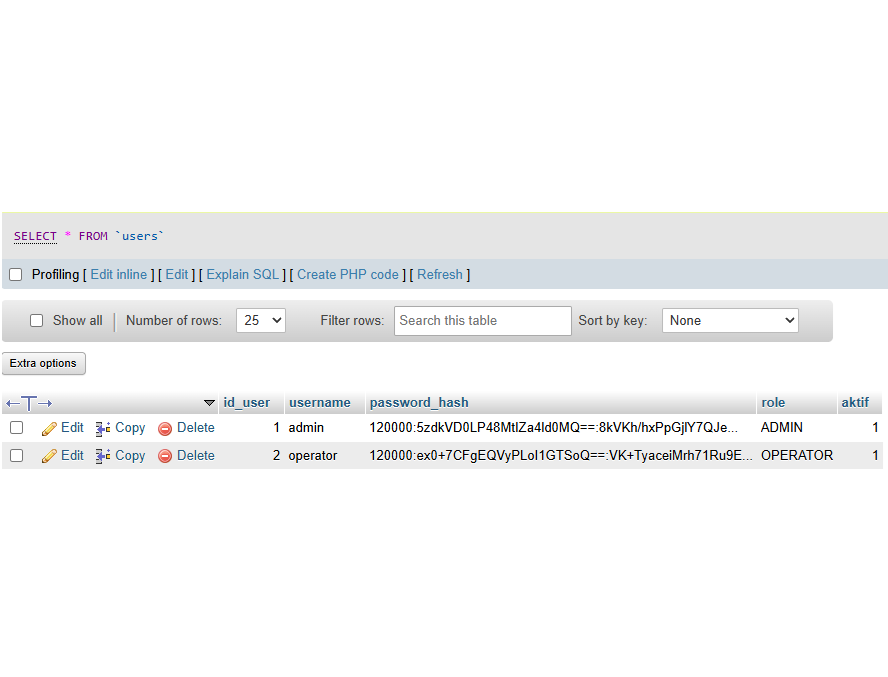 SELECT * FROM `users`
Profiling [ Edit inline ] [ Edit ] [ Explain SQL ] [ Create PHP code ] [ Refresh ]
Show all Number of rows: 25 Filter rows: Search this table Sort by key: None
Extra options
id_user username password_hash role aktif
Edit Copy Delete 1 admin 120000:5zdkVD0LP48MtIZa4Id0MQ==:8kVKh/hxPpGjlY7QJe... ADMIN 1
Edit Copy Delete 2 operator 120000:ex0+7CFgEQVyPLoI1GTSoQ==:VK+TyaceiMrh71Ru9E... OPERATOR 1